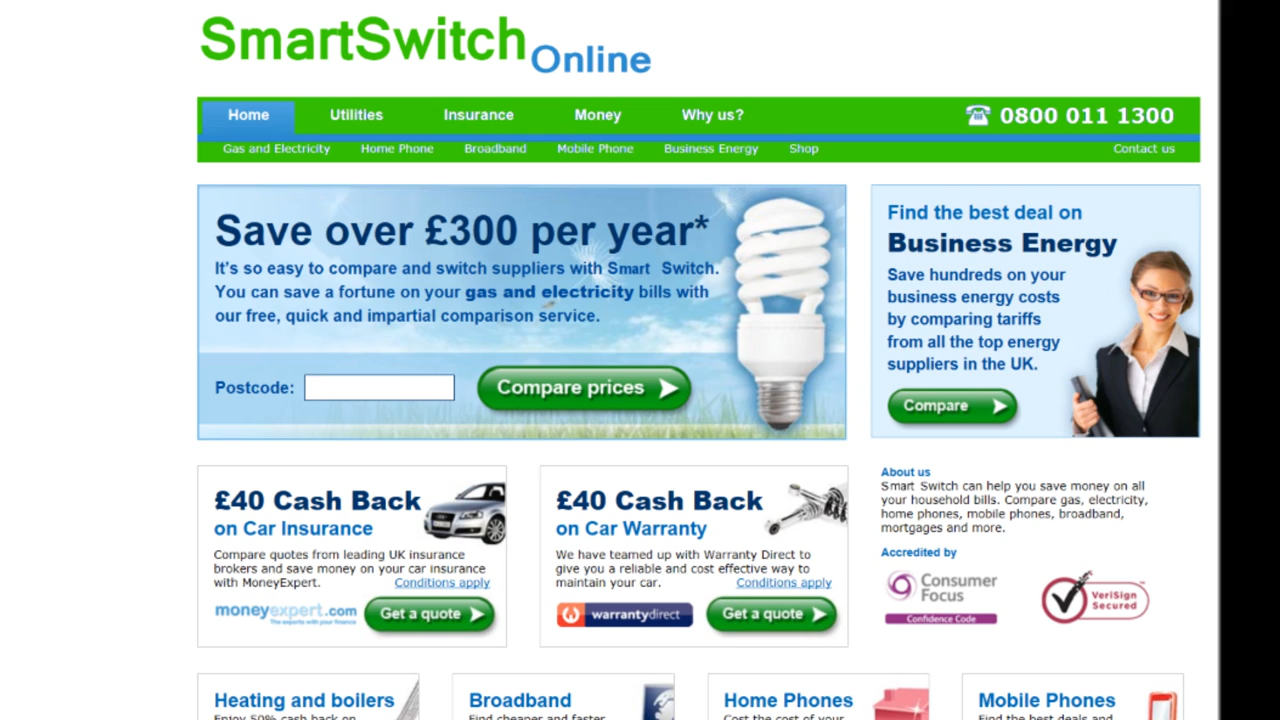 SmartSwitch Online
Home Utilities Insurance Money Why us? 0800 011 1300
Gas and Electricity Home Phone Broadband Mobile Phone Business Energy Shop Contact us
Save over £300 per year*
It's so easy to compare and switch suppliers with Smart Switch.
You can save a fortune on your gas and electricity bills with
our free, quick and impartial comparison service.
Postcode: Compare prices
Find the best deal on
Business Energy
Save hundreds on your
business energy costs
by comparing tariffs
from all the top energy
suppliers in the UK.
Compare
£40 Cash Back
on Car Insurance
Compare quotes from leading UK insurance
brokers and save money on your car insurance
with MoneyExpert. Conditions apply
moneyexpert.com
The experts with your finance
Get a quote
£40 Cash Back
on Car Warranty
We have teamed up with Warranty Direct to
give you a reliable and cost effective way to
maintain your car. Conditions apply
warrantydirect
Get a quote
About us
Smart Switch can help you save money on all
your household bills. Compare gas, electricity,
home phones, mobile phones, broadband,
mortgages and more.
Accredited by
Consumer
Focus
Confidence Code
VeriSign
Secured
Heating and boilers
Enjoy 50% cash back on
Broadband
Find cheaper and faster
Home Phones
Cost the cost of your
Mobile Phones
Find the best deals and